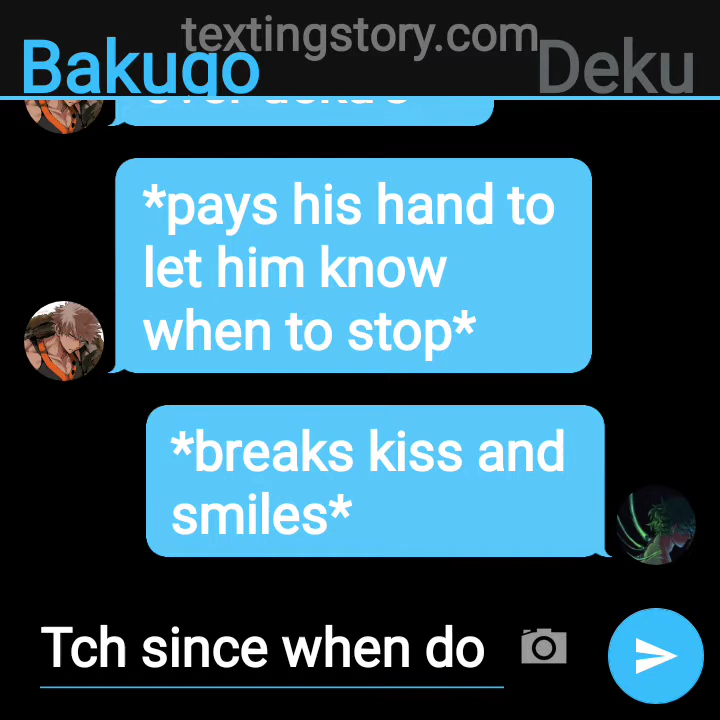 textingstory.com
Bakugo
Deku
*pays his hand to
let him know
when to stop*
*breaks kiss and
smiles*
Tch since when do